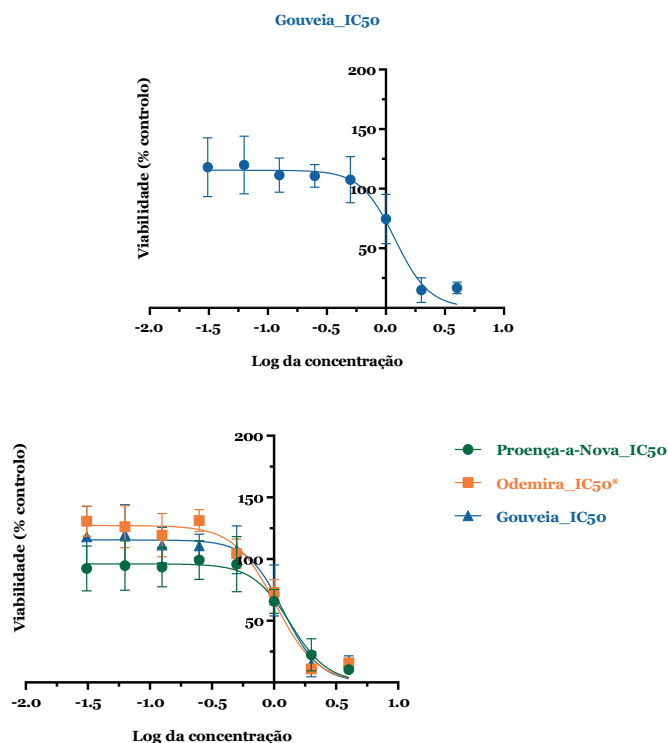 Gouveia_IC50
Viabilidade (% controlo)
200
150
100
50
-2.0 -1.5 -1.0 -0.5 0.0 0.5 1.0
Log da concentração
Viabilidade (% controlo)
200
150
100
50
-2.0 -1.5 -1.0 -0.5 0.0 0.5 1.0
Log da concentração
Proença-a-Nova_IC50
Odemira_IC50*
Gouveia_IC50